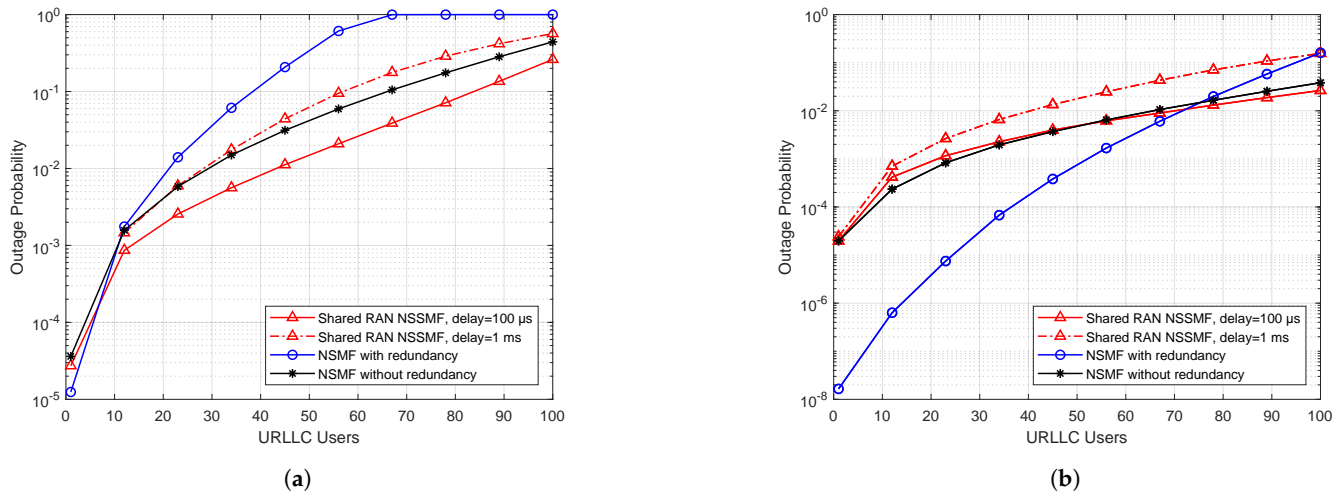 10^0
10^-1
10^-2
10^-3
10^-4
10^-5
Outage Probability
0 10 20 30 40 50 60 70 80 90 100
URLLC Users
Shared RAN NSSMF, delay=100 μs
Shared RAN NSSMF, delay=1 ms
NSMF with redundancy
NSMF without redundancy
(a)
10^0
10^-2
10^-4
10^-6
10^-8
Outage Probability
0 10 20 30 40 50 60 70 80 90 100
URLLC Users
Shared RAN NSSMF, delay=100 μs
Shared RAN NSSMF, delay=1 ms
NSMF with redundancy
NSMF without redundancy
(b)